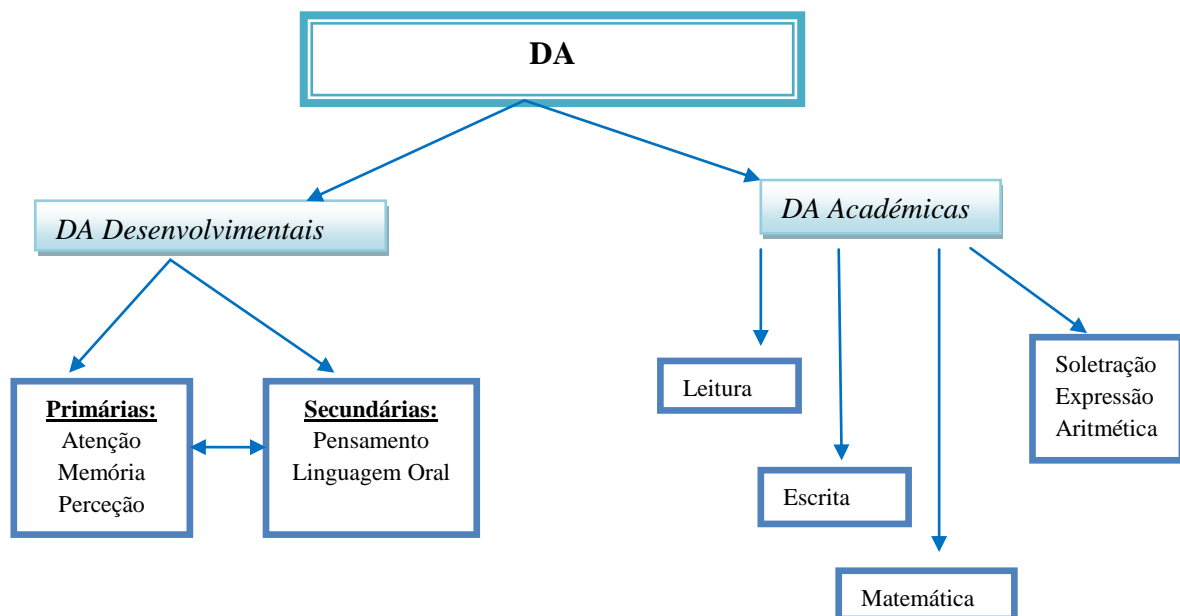 DA
DA Desenvolvimentais
DA Académicas
Primárias:
Atenção
Memória
Perceção
Secundárias:
Pensamento
Linguagem Oral
Leitura
Escrita
Matemática
Soletração
Expressão
Aritmética